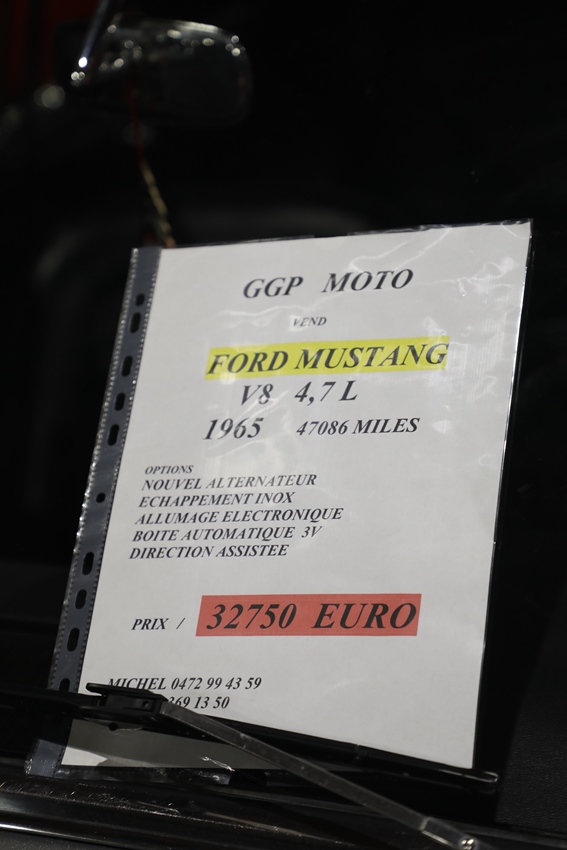 GGP MOTO
VEND
FORD MUSTANG
V8 4,7 L
1965 47086 MILES
OPTIONS
NOUVEL ALTERNATEUR
ECHAPPEMENT INOX
ALLUMAGE ELECTRONIQUE
BOITE AUTOMATIQUE 3V
DIRECTION ASSISTEE
PRIX / 32750 EURO
MICHEL 0472 99 43 59
369 13 50